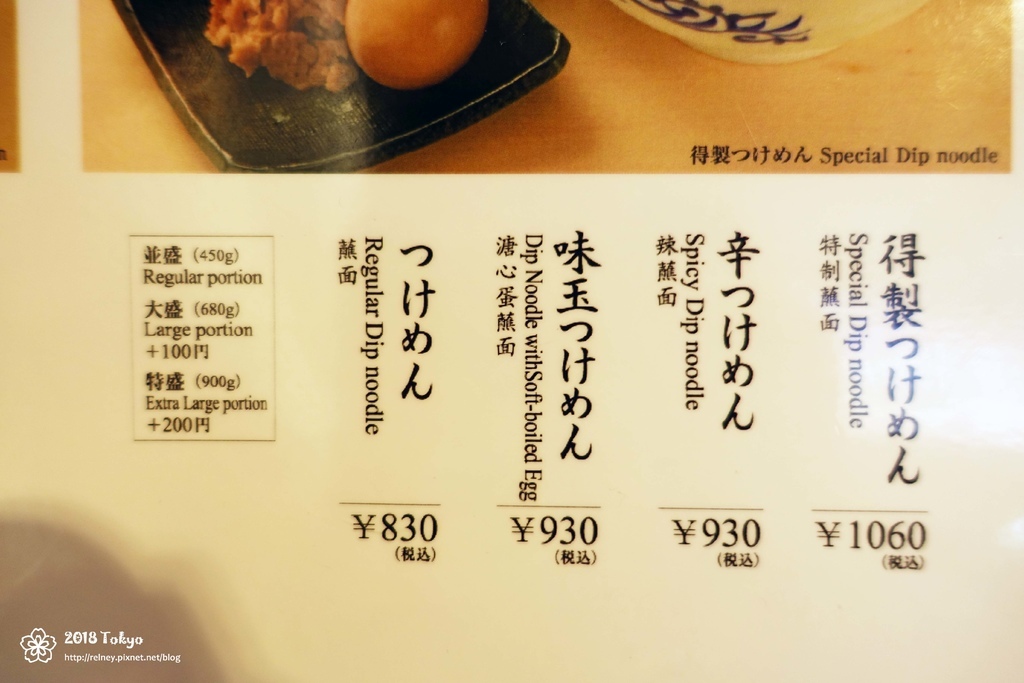 得製つけめん Special Dip noodle
得製つけめん
Special Dip noodle
特制蘸面
¥1060
(税込)
辛つけめん
Spicy Dip noodle
辣蘸面
¥930
(税込)
味玉つけめん
Dip Noodle withSoft-boiled Egg
溏心蛋蘸面
¥930
(税込)
つけめん
Regular Dip noodle
蘸面
¥830
(税込)
並盛（450g）
Regular portion
大盛（680g）
Large portion
+100円
特盛（900g）
Extra Large portion
+200円
2018 Tokyo
http://relney.pixnet.net/blog